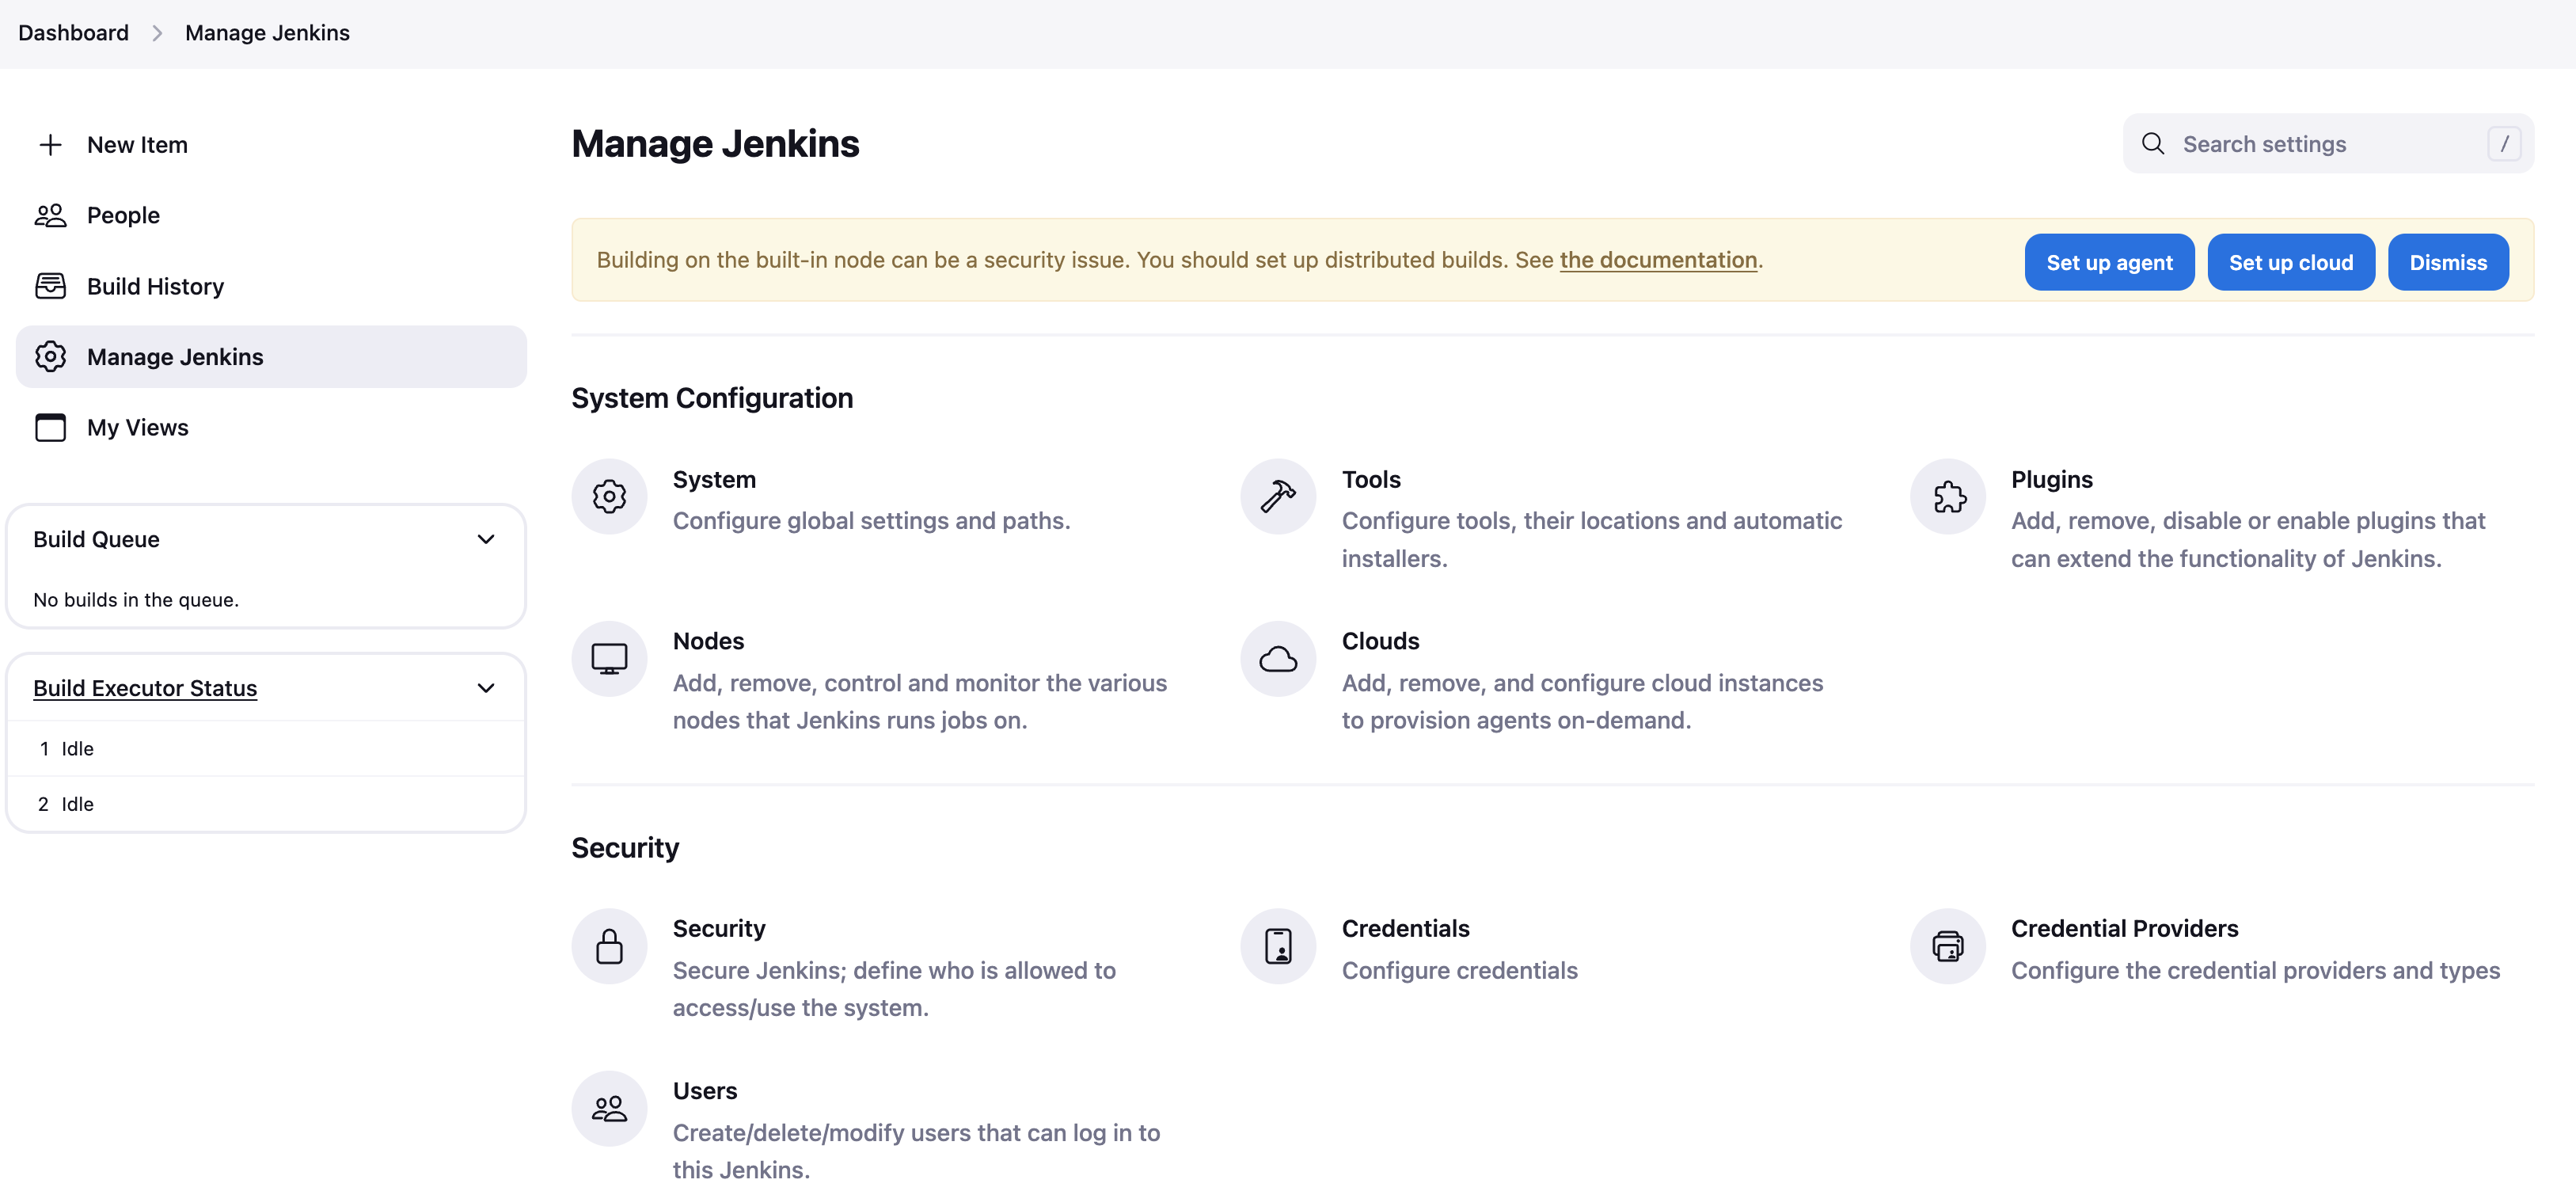 Dashboard
Manage Jenkins
New Item
People
Build History
Manage Jenkins
My Views
Build Queue
No builds in the queue.
Build Executor Status
1 Idle
2 Idle
Manage Jenkins
Search settings
/
Building on the built-in node can be a security issue. You should set up distributed builds. See the documentation.
Set up agent
Set up cloud
Dismiss
System Configuration
System
Configure global settings and paths.
Tools
Configure tools, their locations and automatic
installers.
Plugins
Add, remove, disable or enable plugins that
can extend the functionality of Jenkins.
Nodes
Add, remove, control and monitor the various
nodes that Jenkins runs jobs on.
Clouds
Add, remove, and configure cloud instances
to provision agents on-demand.
Security
Security
Secure Jenkins; define who is allowed to
access/use the system.
Credentials
Configure credentials
Credential Providers
Configure the credential providers and types
Users
Create/delete/modify users that can log in to
this Jenkins.